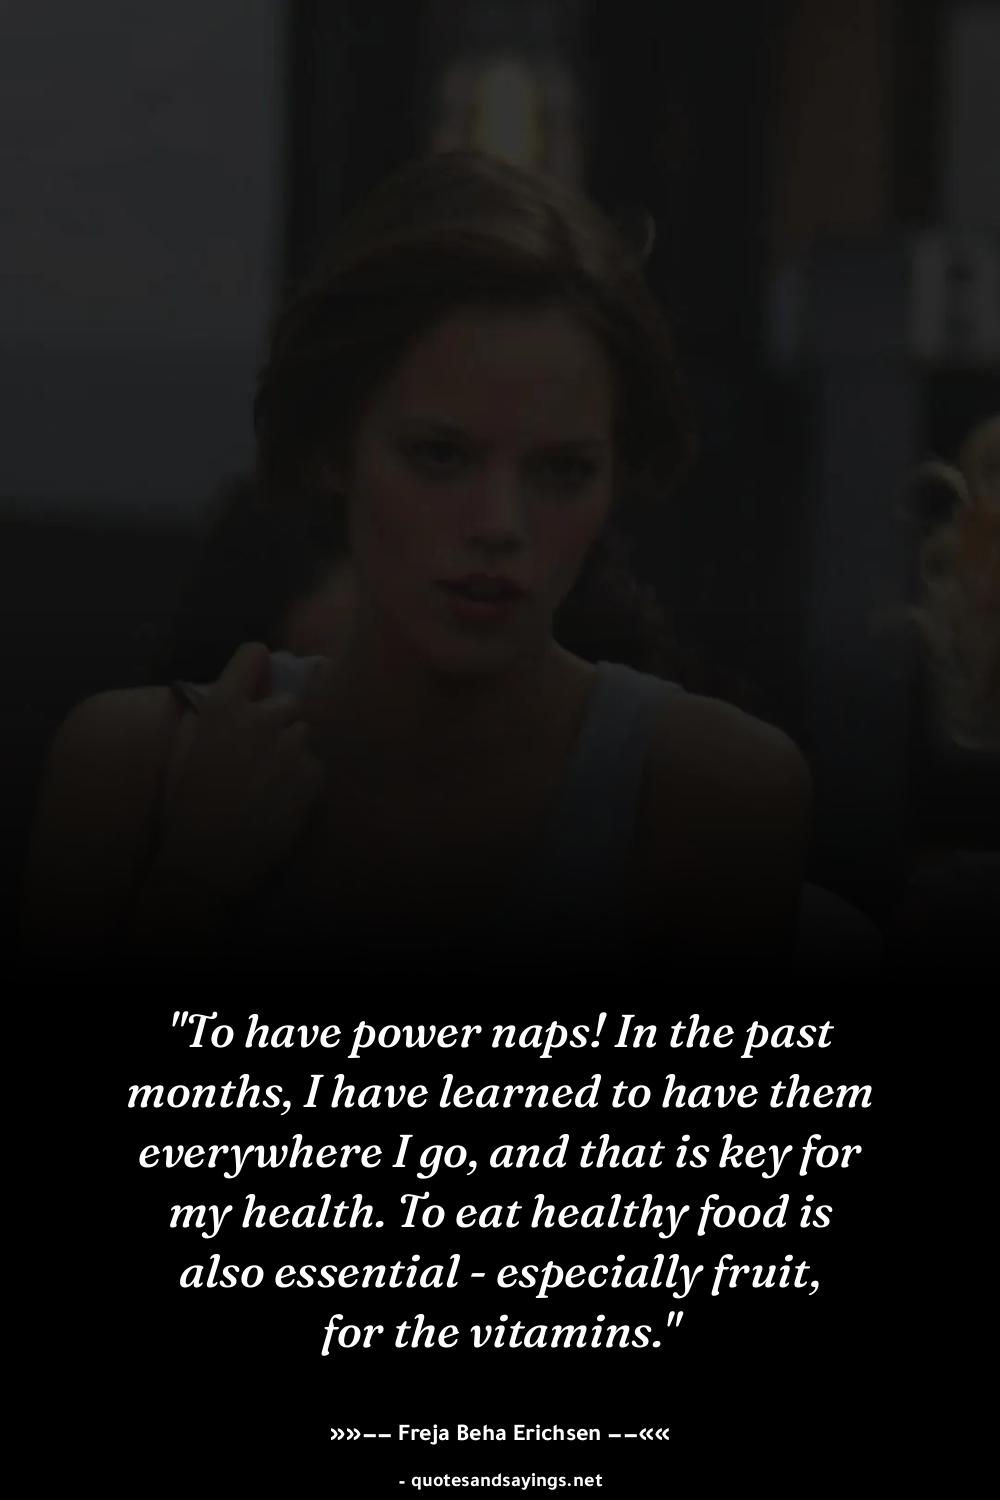 "To have power naps! In the past
months, I have learned to have them
everywhere I go, and that is key for
my health. To eat healthy food is
also essential - especially fruit,
for the vitamins."
»»–– Freja Beha Erichsen ––««
- quotesandsayings.net